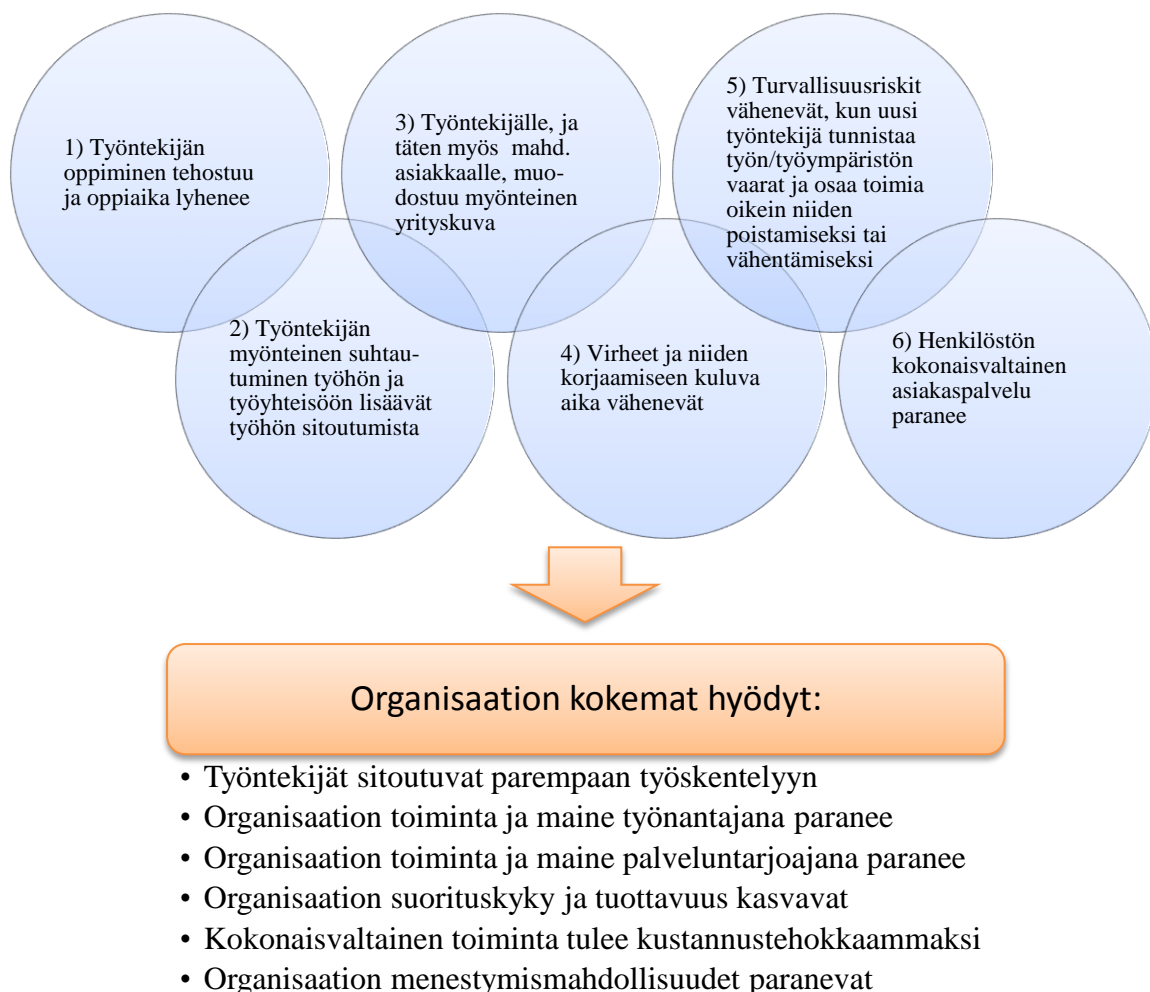 1) Työntekijän
oppiminen tehostuu
ja oppiaika lyhenee
2) Työntekijän
myönteinen suhtau-
tuminen työhön ja
työyhteisöön lisäävät
työhön sitoutumista
3) Työntekijälle, ja
täten myös mahd.
asiakkaalle, muo-
dostuu myönteinen
yrityskuva
4) Virheet ja niiden
korjaamiseen kuluva
aika vähenevät
5) Turvallisuusriskit
vähenevät, kun uusi
työntekijä tunnistaa
työn/työympäristön
vaarat ja osaa toimia
oikein niiden
poistamiseksi tai
vähentämiseksi
6) Henkilöstön
kokonaisvaltainen
asiakaspalvelu
paranee
Organisaation kokemat hyödyt:
• Työntekijät sitoutuvat parempaan työskentelyyn
• Organisaation toiminta ja maine työnantajana paranee
• Organisaation toiminta ja maine palveluntarjoajana paranee
• Organisaation suorituskyky ja tuottavuus kasvavat
• Kokonaisvaltainen toiminta tulee kustannustehokkaammaksi
• Organisaation menestymismahdollisuudet paranevat